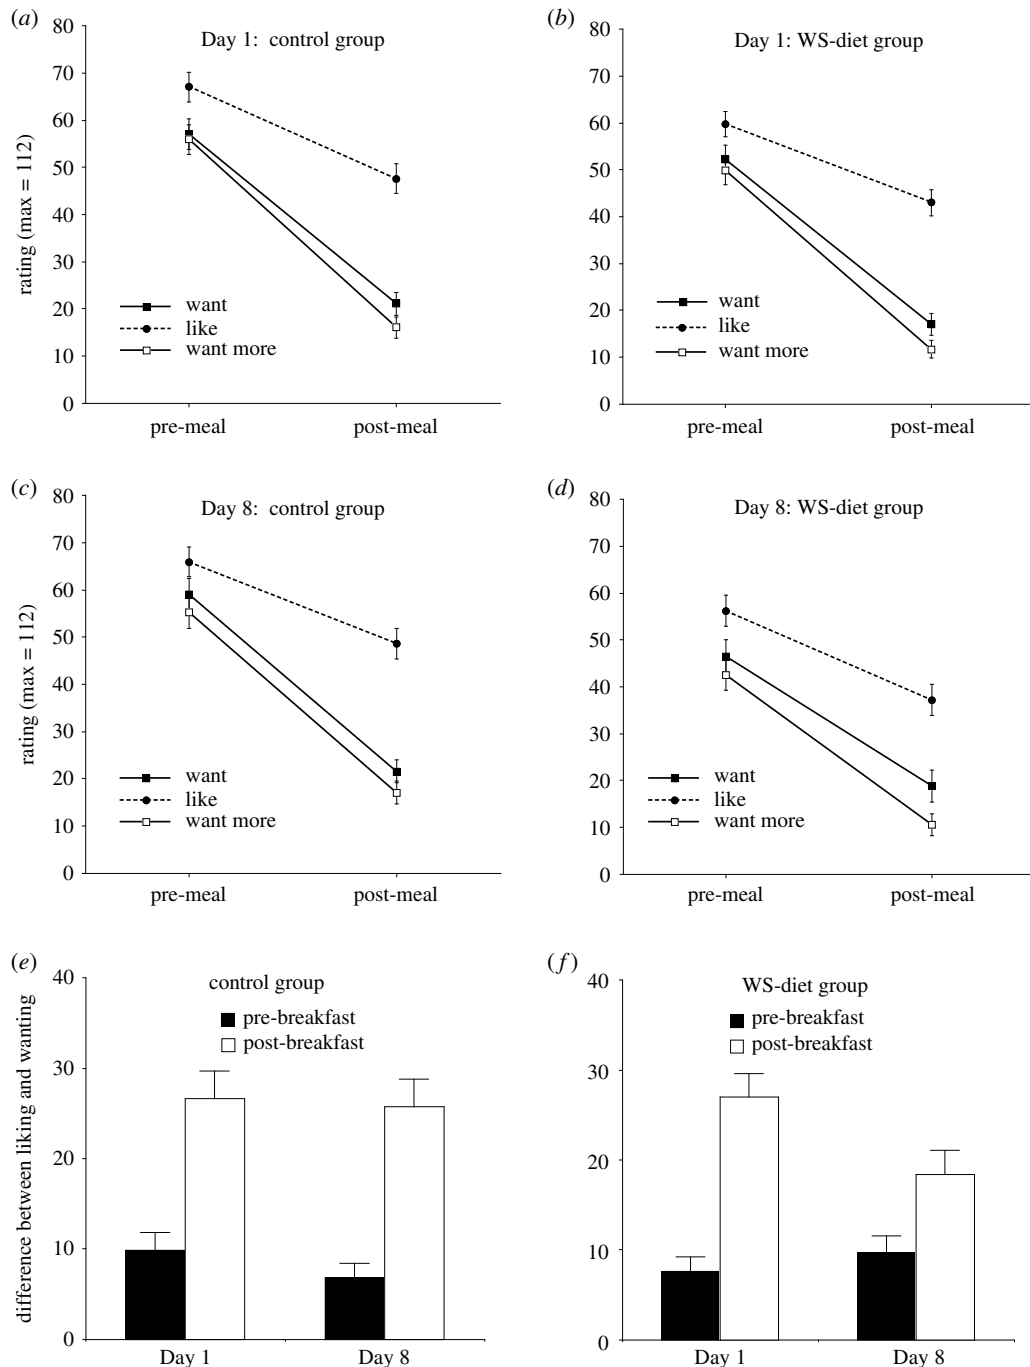 (a)
80
70
60
50
40
30
20
10
0
rating (max = 112)
Day 1: control group
want
like
want more
pre-meal post-meal
(b)
80
70
60
50
40
30
20
10
0
Day 1: WS-diet group
want
like
want more
pre-meal post-meal
(c)
80
70
60
50
40
30
20
10
0
rating (max = 112)
Day 8: control group
want
like
want more
pre-meal post-meal
(d)
80
70
60
50
40
30
20
10
0
Day 8: WS-diet group
want
like
want more
pre-meal post-meal
(e)
40
30
20
10
0
difference between liking and wanting
control group
pre-breakfast
post-breakfast
Day 1 Day 8
(f)
40
30
20
10
0
WS-diet group
pre-breakfast
post-breakfast
Day 1 Day 8